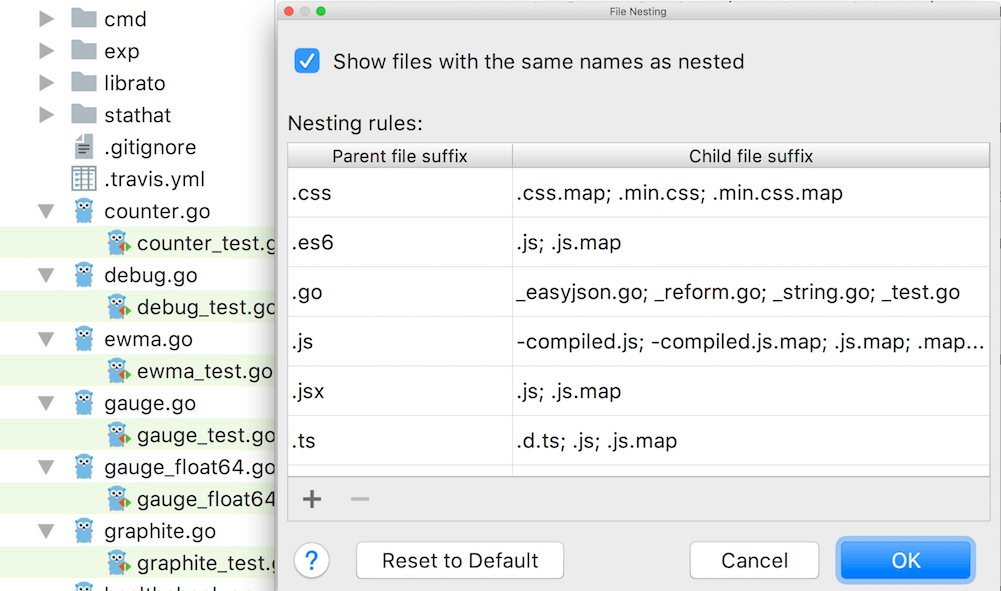 File Nesting
cmd
exp
librato
stathat
.gitignore
.travis.yml
counter.go
counter_test.g
debug.go
debug_test.go
ewma.go
ewma_test.go
gauge.go
gauge_test.go
gauge_float64.go
gauge_float64
graphite.go
graphite_test.
Show files with the same names as nested
Nesting rules:
Parent file suffix Child file suffix
.css .css.map; .min.css; .min.css.map
.es6 .js; .js.map
.go _easyjson.go; _reform.go; _string.go; _test.go
.js -compiled.js; -compiled.js.map; .js.map; .map...
.jsx .js; .js.map
.ts .d.ts; .js; .js.map
? Reset to Default Cancel OK